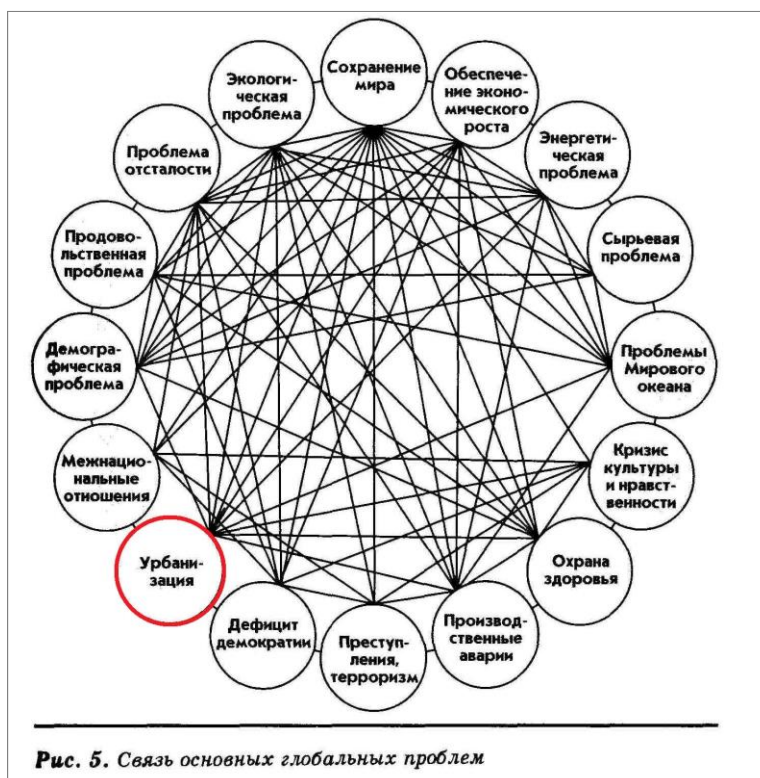 Сохранение
мира
Обеспече-
ние эконо-
мического
роста
Энергети-
ческая
проблема
Сырьевая
проблема
Проблемы
Мирового
океана
Кризис
культуры
и нравст-
венности
Охрана
здоровья
Производ-
ственные
аварии
Преступ-
ления,
терроризм
Дефицит
демократии
Урбани-
зация
Межнацио-
нальные
отношения
Демогра-
фическая
проблема
Продово-
льственная
проблема
Проблема
отсталости
Экологи-
ческая
проблема
Рис. 5. Связь основных глобальных проблем